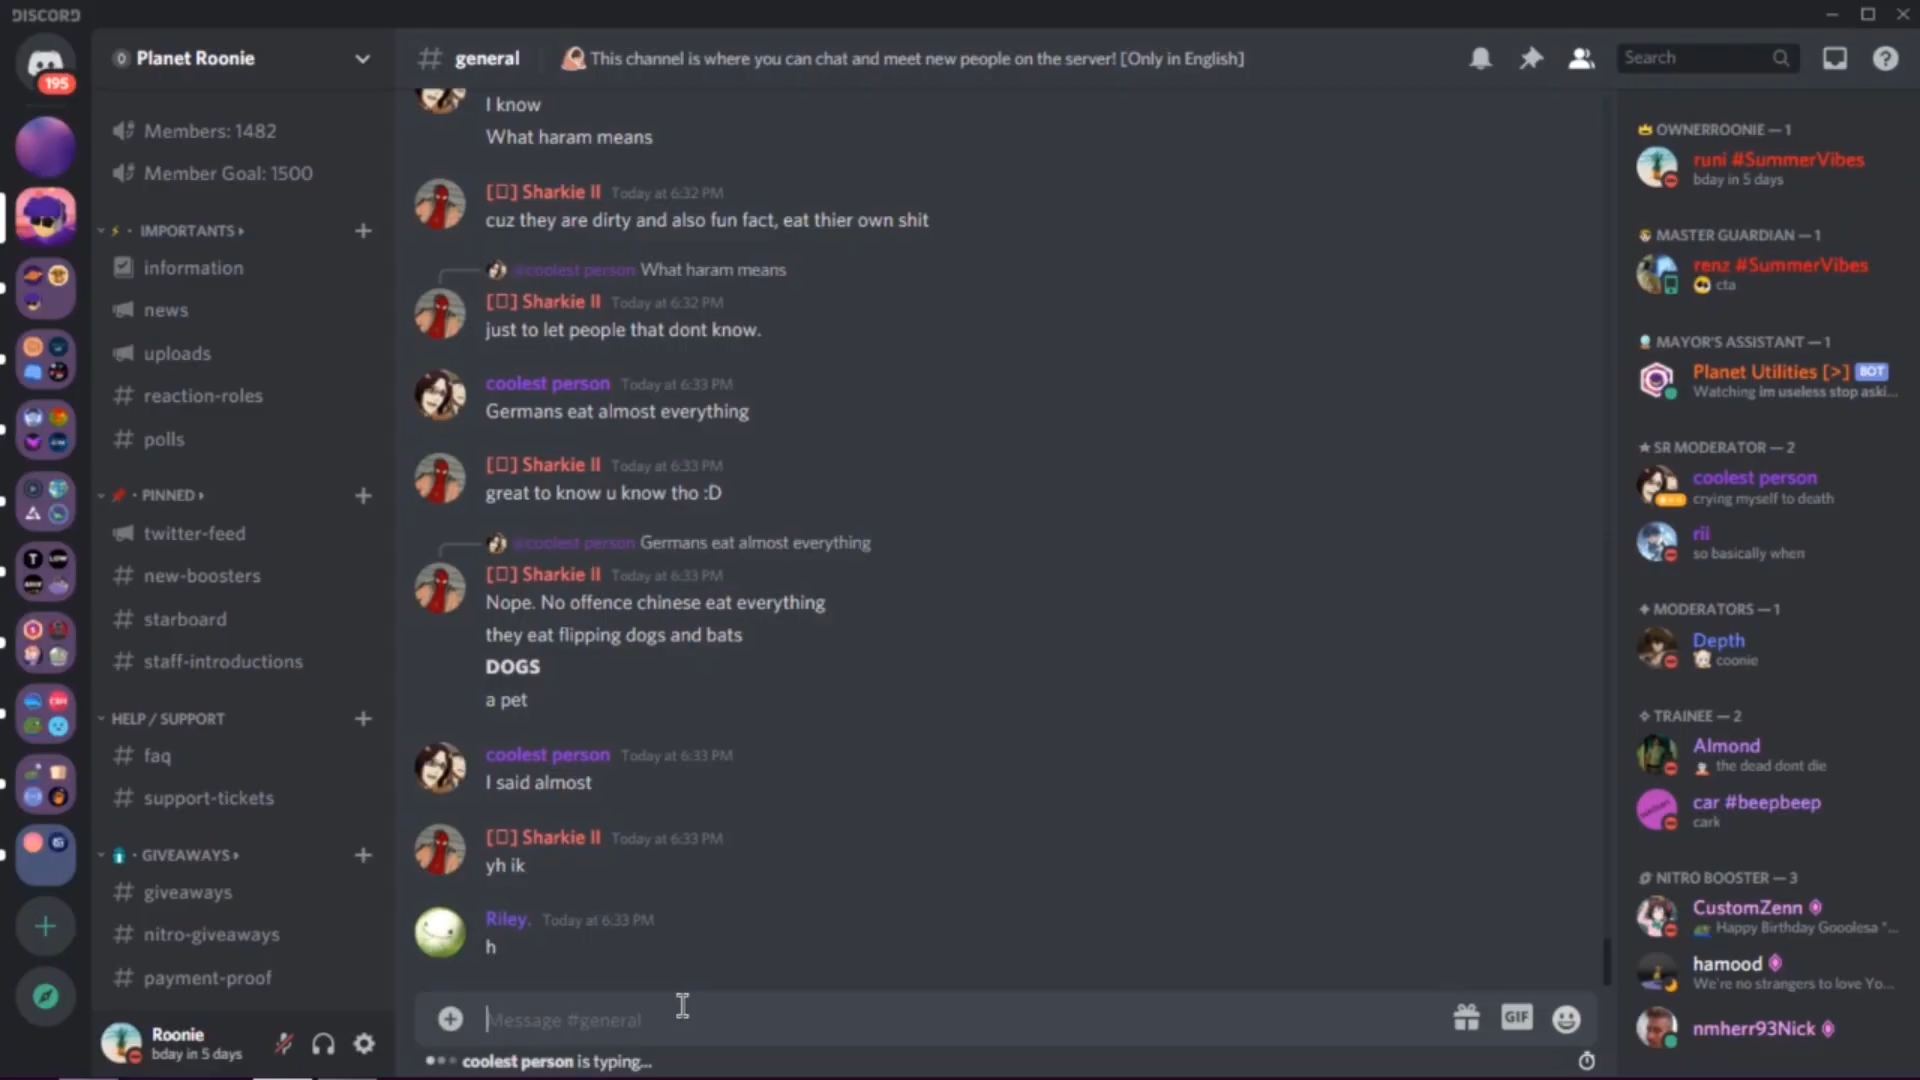 DISCORD
195
Planet Roonie
Members: 1482
Member Goal: 1500
IMPORTANTS
information
news
uploads
reaction-roles
polls
PINNED
twitter-feed
new-boosters
starboard
staff-introductions
HELP / SUPPORT
faq
support-tickets
GIVEAWAYS
giveaways
nitro-giveaways
payment-proof
Roonie
bday in 5 days
# general
This channel is where you can chat and meet new people on the server! [Only in English]
Search
I know
What haram means
[□] Sharkie II Today at 6:32 PM
cuz they are dirty and also fun fact, eat thier own shit
@coolest person What haram means
[□] Sharkie II Today at 6:32 PM
just to let people that dont know.
coolest person Today at 6:33 PM
Germans eat almost everything
[□] Sharkie II Today at 6:33 PM
great to know u know tho :D
@coolest person Germans eat almost everything
[□] Sharkie II Today at 6:33 PM
Nope. No offence chinese eat everything
they eat flipping dogs and bats
DOGS
a pet
coolest person Today at 6:33 PM
I said almost
[□] Sharkie II Today at 6:33 PM
yh ik
Riley. Today at 6:33 PM
h
Message #general
GIF
coolest person is typing...
OWNERROONIE — 1
runi #SummerVibes
bday in 5 days
MASTER GUARDIAN — 1
renz #SummerVibes
cta
MAYOR'S ASSISTANT — 1
Planet Utilities [>] BOT
Watching im useless stop aski...
SR MODERATOR — 2
coolest person
crying myself to death
ril
so basically when
MODERATORS — 1
Depth
coonie
TRAINEE — 2
Almond
the dead dont die
car #beepbeep
cark
NITRO BOOSTER — 3
CustomZenn
Happy Birthday Gooolesa "...
hamood
We're no strangers to love Yo...
nmherr93Nick